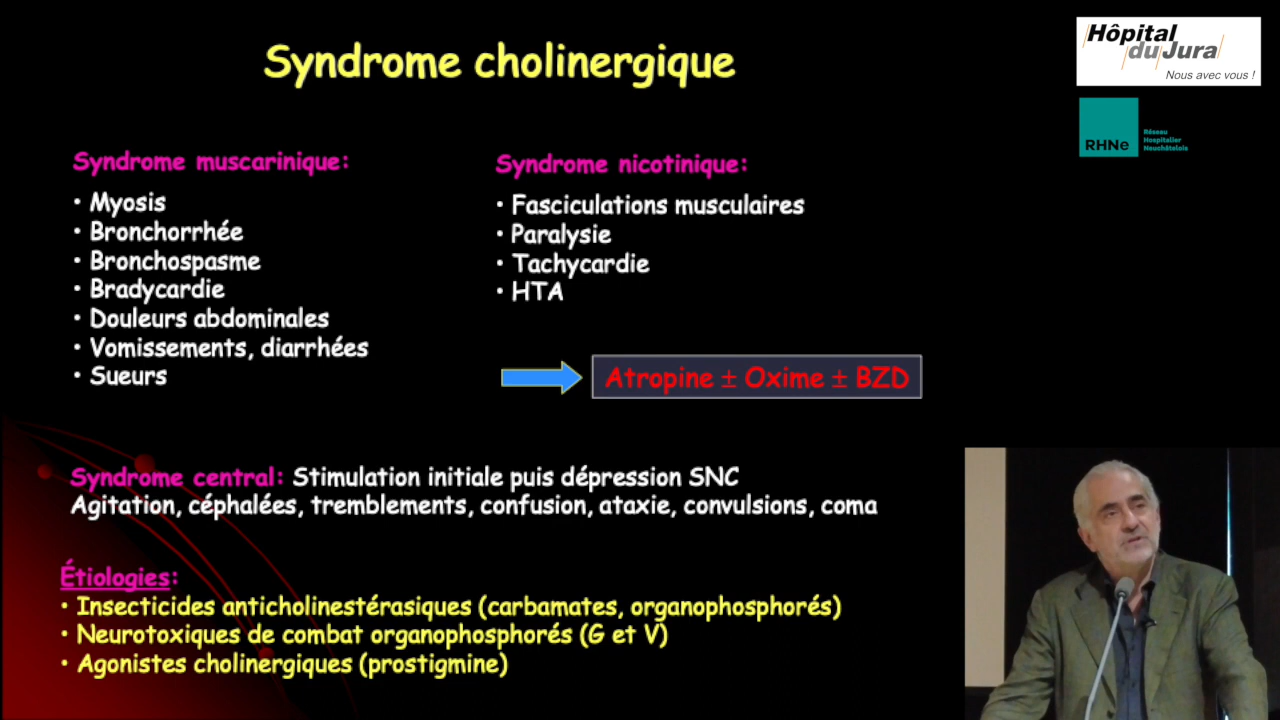 Syndrome cholinergique
Hôpital
du Jura
Nous avec vous !
RHNe
Réseau
Hospitalier
Neuchâtelois
Syndrome muscarinique:
• Myosis
• Bronchorrhée
• Bronchospasme
• Bradycardie
• Douleurs abdominales
• Vomissements, diarrhées
• Sueurs
Syndrome nicotinique:
• Fasciculations musculaires
• Paralysie
• Tachycardie
• HTA
Atropine ± Oxime ± BZD
Syndrome central: Stimulation initiale puis dépression SNC
Agitation, céphalées, tremblements, confusion, ataxie, convulsions, coma
Étiologies:
• Insecticides anticholinestérasiques (carbamates, organophosphorés)
• Neurotoxiques de combat organophosphorés (G et V)
• Agonistes cholinergiques (prostigmine)